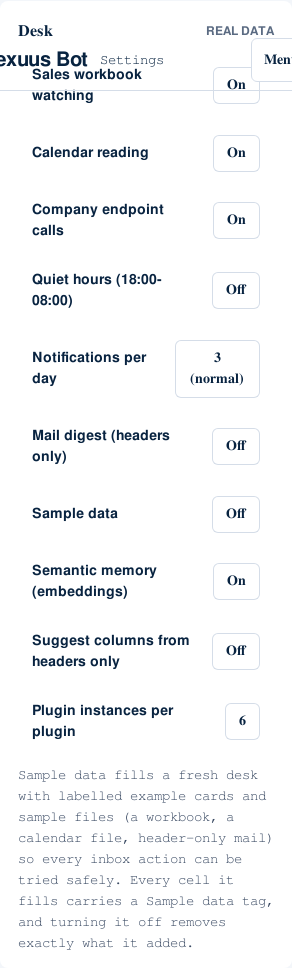 Desk REAL DATA
exuus Bot Settings Men
Sales workbook
watching
On
Calendar reading On
Company endpoint
calls
On
Quiet hours (18:00-
08:00)
Off
Notifications per
day
3
(normal)
Mail digest (headers
only)
Off
Sample data Off
Semantic memory
(embeddings)
On
Suggest columns from
headers only
Off
Plugin instances per
plugin
6
Sample data fills a fresh desk
with labelled example cards and
sample files (a workbook, a
calendar file, header-only mail)
so every inbox action can be
tried safely. Every cell it
fills carries a Sample data tag,
and turning it off removes
exactly what it added.